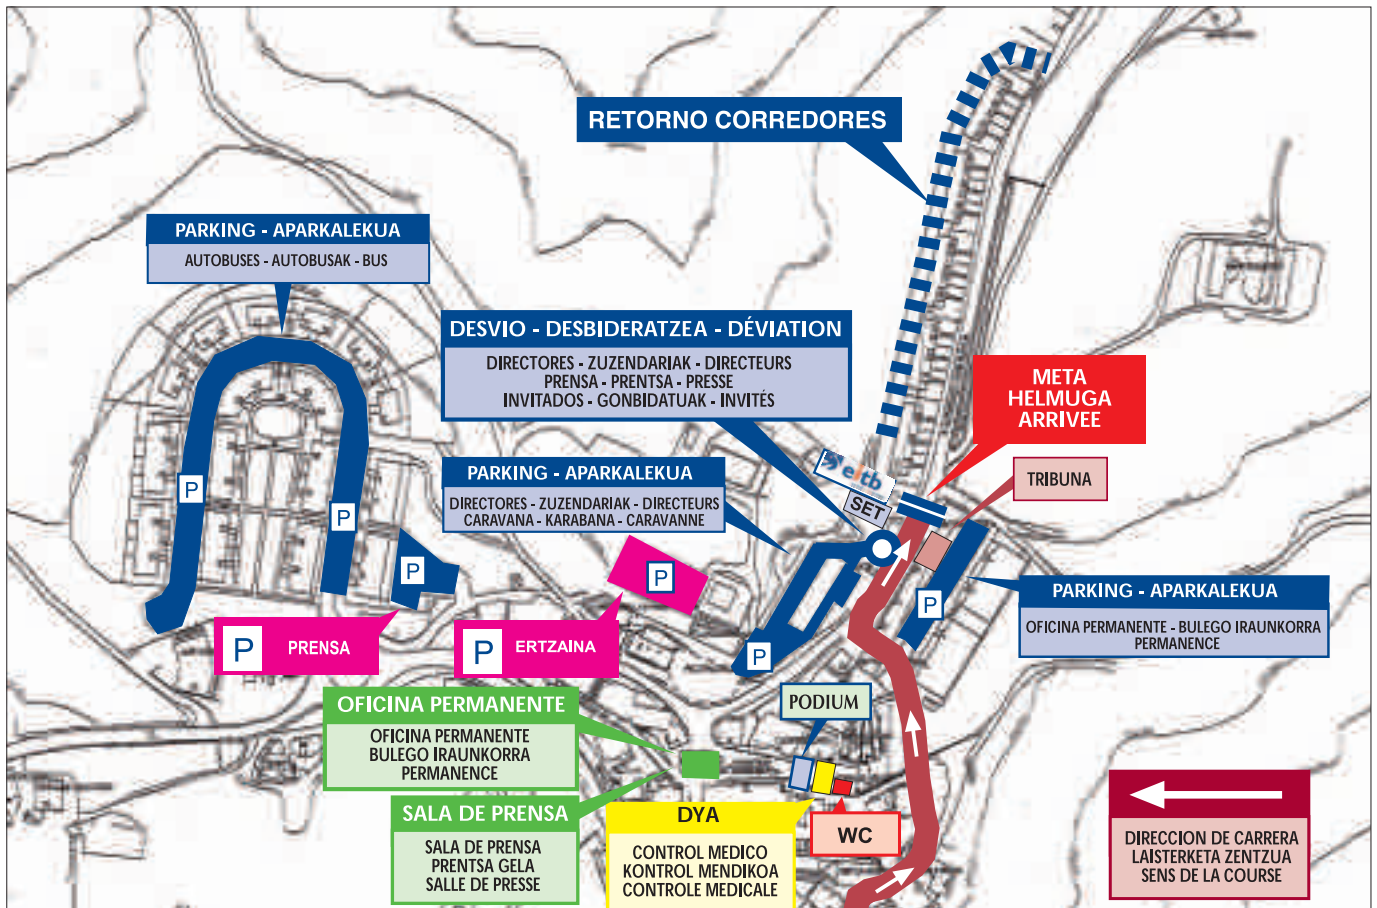 RETORNO CORREDORES
PARKING - APARKALEKUA
AUTOBUSES - AUTOBUSAK - BUS
DESVIO - DESBIDERATZEA - DÉVIATION
DIRECTORES - ZUZENDARIAK - DIRECTEURS
PRENSA - PRENTSA - PRESSE
INVITADOS - GONBIDATUAK - INVITÉS
META
HELMUGA
ARRIVEE
PARKING - APARKALEKUA
DIRECTORES - ZUZENDARIAK - DIRECTEURS
CARAVANA - KARABANA - CARAVANNE
eitb
SET
TRIBUNA
P
P
P
P
P
P
PARKING - APARKALEKUA
OFICINA PERMANENTE - BULEGO IRAUNKORRA
PERMANENCE
P PRENSA
P ERTZAINA
OFICINA PERMANENTE
OFICINA PERMANENTE
BULEGO IRAUNKORRA
PERMANENCE
PODIUM
SALA DE PRENSA
SALA DE PRENSA
PRENTSA GELA
SALLE DE PRESSE
DYA
CONTROL MEDICO
KONTROL MENDIKOA
CONTROLE MEDICALE
WC
DIRECCION DE CARRERA
LAISTERKETA ZENTZUA
SENS DE LA COURSE